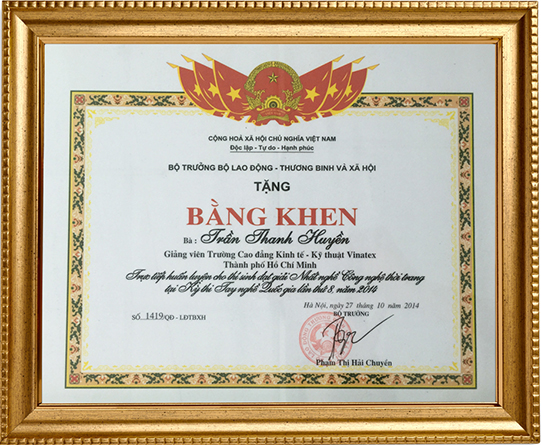 CỘNG HOÀ XÃ HỘI CHỦ NGHĨA VIỆT NAM
Độc lập - Tự do - Hạnh phúc
BỘ TRƯỞNG BỘ LAO ĐỘNG - THƯƠNG BINH VÀ XÃ HỘI
TẶNG
BẰNG KHEN
Bà : Trần Thanh Huyền
Giảng viên Trường Cao đẳng Kinh tế - Kỹ thuật Vinatex
Thành phố Hồ Chí Minh
Trực tiếp huấn luyện cho thí sinh đạt giải Nhất nghề Công nghệ thời trang
tại Kỳ thi Tay nghề Quốc gia lần thứ 8, năm 2014
Hà Nội, ngày 27 tháng 10 năm 2014
SỐ 1419/QĐ - LĐTBXH
BỘ TRƯỞNG
Phạm Thị Hải Chuyền